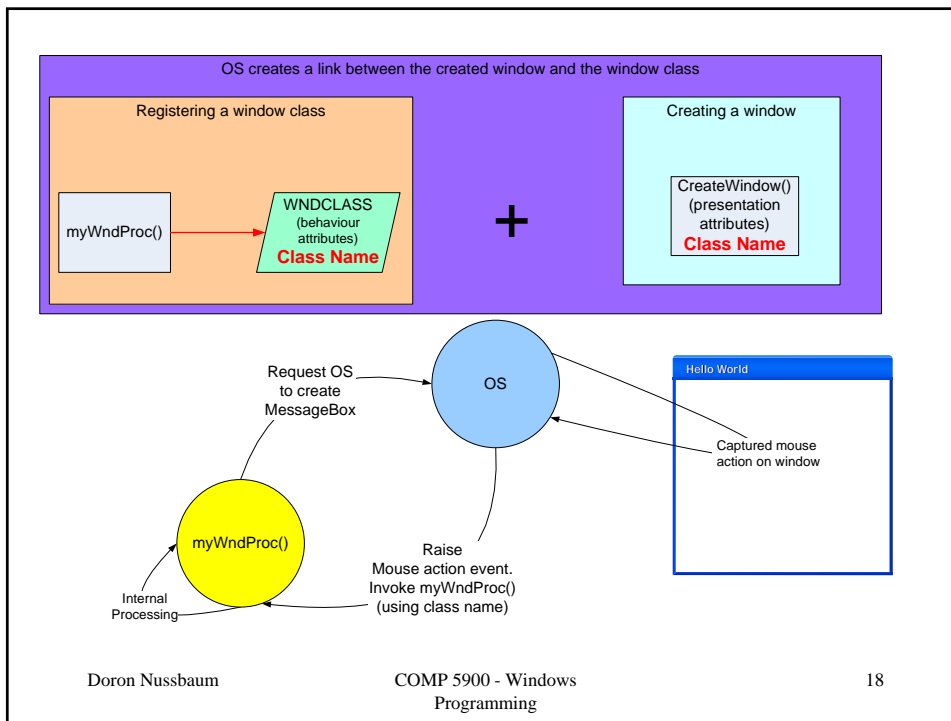 OS creates a link between the created window and the window class
Registering a window class
myWndProc()
WNDCLASS
(behaviour
attributes)
Class Name
+
Creating a window
CreateWindow()
(presentation
attributes)
Class Name
Request OS
to create
MessageBox
OS
Hello World
Captured mouse
action on window
myWndProc()
Internal
Processing
Raise
Mouse action event.
Invoke myWndProc()
(using class name)
Doron Nussbaum
COMP 5900 - Windows
Programming
18